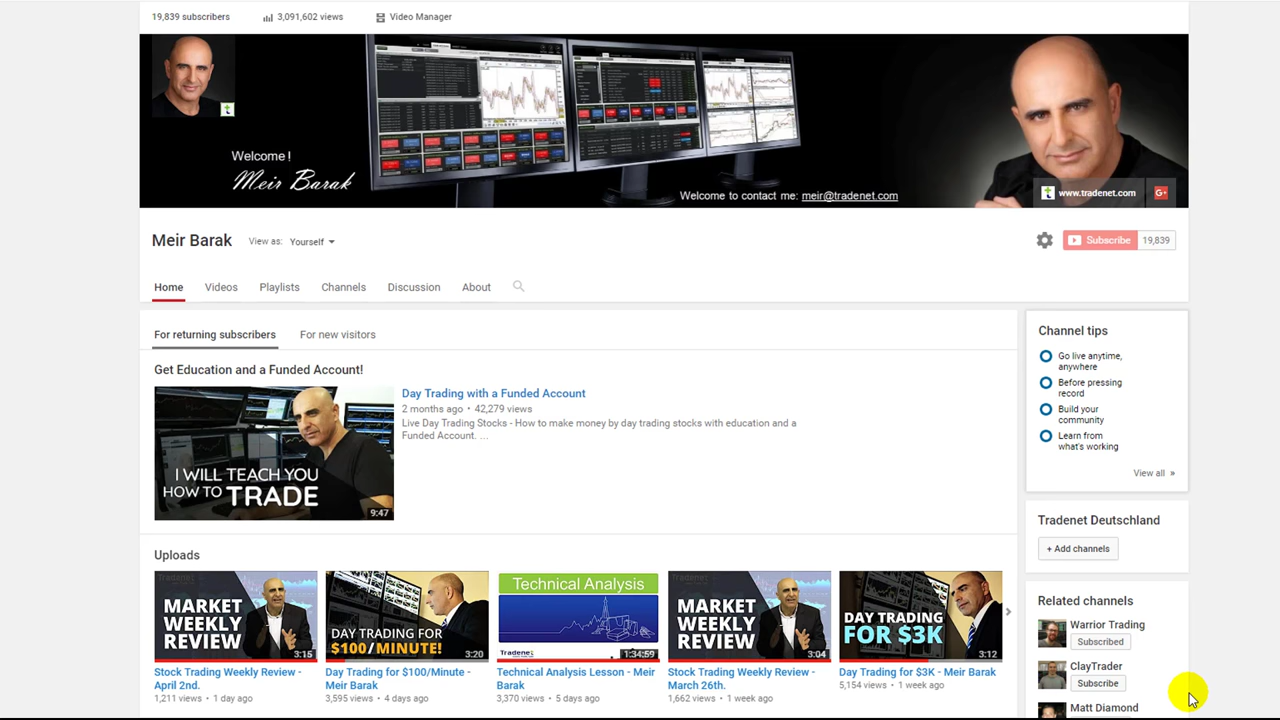 19,839 subscribers
3,091,602 views
Video Manager
Welcome !
Meir Barak
Welcome to contact me: meir@tradenet.com
www.tradenet.com
G+
Meir Barak
View as:
Yourself
Subscribe
19,839
Home
Videos
Playlists
Channels
Discussion
About
For returning subscribers
For new visitors
Get Education and a Funded Account!
I WILL TEACH YOU
HOW TO TRADE
9:47
Day Trading with a Funded Account
2 months ago • 42,279 views
Live Day Trading Stocks - How to make money by day trading stocks with education and a
Funded Account. ...
Uploads
Tradenet
MARKET
WEEKLY
REVIEW
3:15
Stock Trading Weekly Review -
April 2nd.
1,211 views • 1 day ago
DAY TRADING FOR
$100/MINUTE!
3:20
Day Trading for $100/Minute -
Meir Barak
3,595 views • 4 days ago
Technical Analysis
Tradenet
1:34:59
Technical Analysis Lesson - Meir
Barak
3,370 views • 5 days ago
Tradenet
MARKET
WEEKLY
REVIEW
3:04
Stock Trading Weekly Review -
March 26th.
1,662 views • 1 week ago
DAY TRADING
FOR $3K
3:12
Day Trading for $3K - Meir Barak
5,154 views • 1 week ago
Channel tips
Go live anytime,
anywhere
Before pressing
record
Build your
community
Learn from
what's working
View all »
Tradenet Deutschland
+ Add channels
Related channels
Warrior Trading
Subscribed
ClayTrader
Subscribe
Matt Diamond